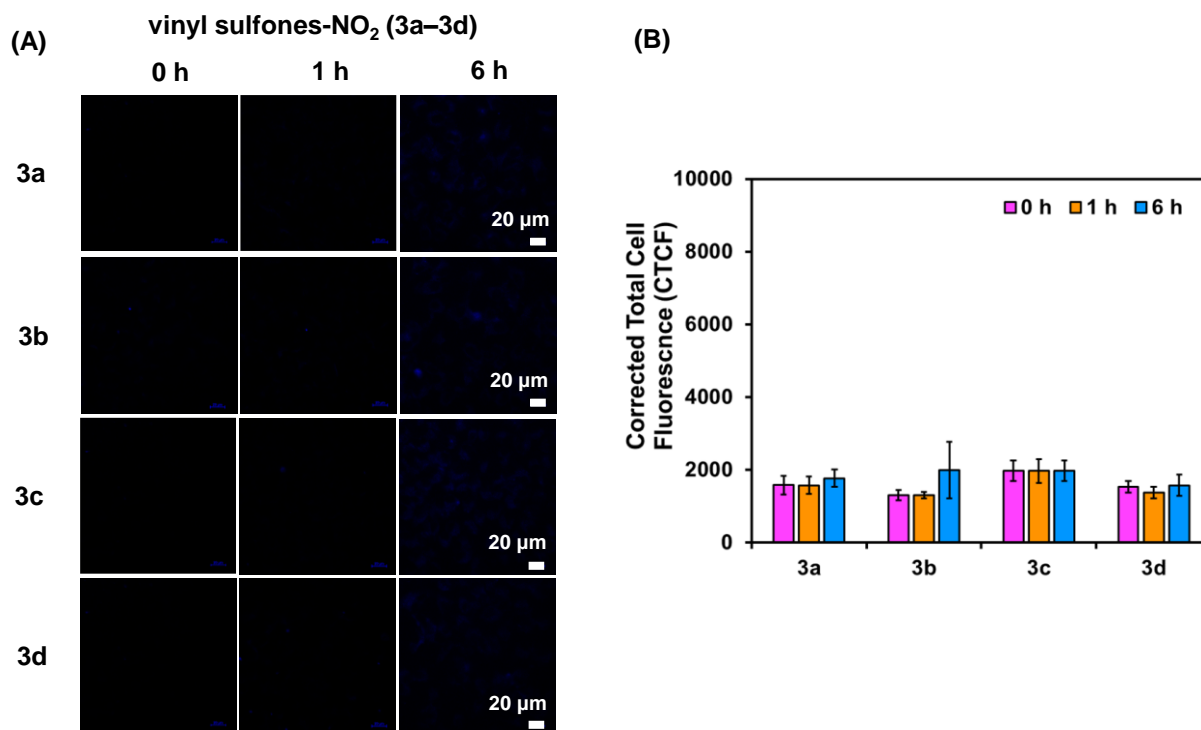 (A)
vinyl sulfones-NO₂ (3a–3d)
0 h 1 h 6 h
3a
20 µm
3b
20 µm
3c
20 µm
3d
20 µm
(B)
Corrected Total Cell
Fluorescnce (CTCF)
10000
8000
6000
4000
2000
0
0 h 1 h 6 h
3a 3b 3c 3d